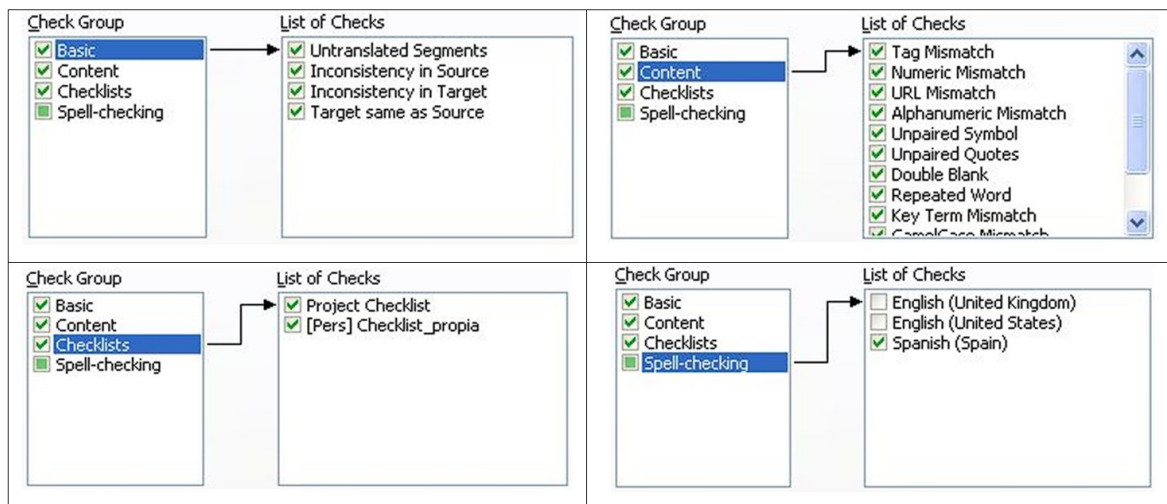 Check Group
Basic
Content
Checklists
Spell-checking
List of Checks
Untranslated Segments
Inconsistency in Source
Inconsistency in Target
Target same as Source
Check Group
Basic
Content
Checklists
Spell-checking
List of Checks
Tag Mismatch
Numeric Mismatch
URL Mismatch
Alphanumeric Mismatch
Unpaired Symbol
Unpaired Quotes
Double Blank
Repeated Word
Key Term Mismatch
CamelCase Mismatch
Check Group
Basic
Content
Checklists
Spell-checking
List of Checks
Project Checklist
[Pers] Checklist_propia
Check Group
Basic
Content
Checklists
Spell-checking
List of Checks
English (United Kingdom)
English (United States)
Spanish (Spain)